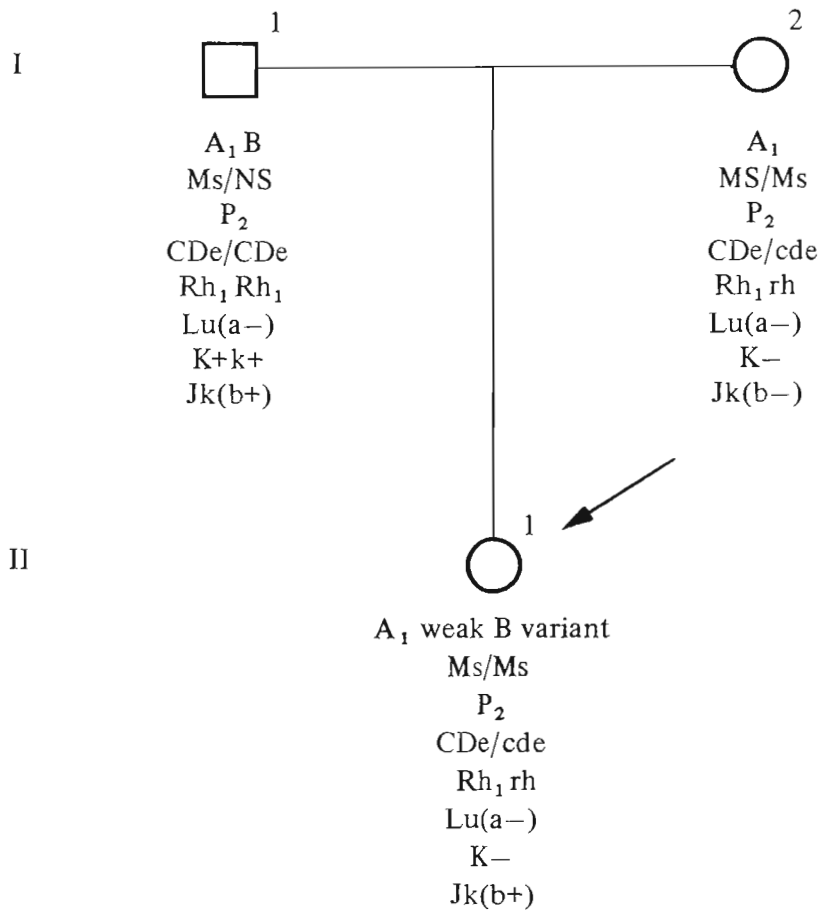 1
2
I
A₁ B
Ms/NS
P₂
CDe/CDe
Rh₁ Rh₁
Lu(a−)
K+k+
Jk(b+)
A₁
MS/Ms
P₂
CDe/cde
Rh₁ rh
Lu(a−)
K−
Jk(b−)
1
II
A₁ weak B variant
Ms/Ms
P₂
CDe/cde
Rh₁ rh
Lu(a−)
K−
Jk(b+)